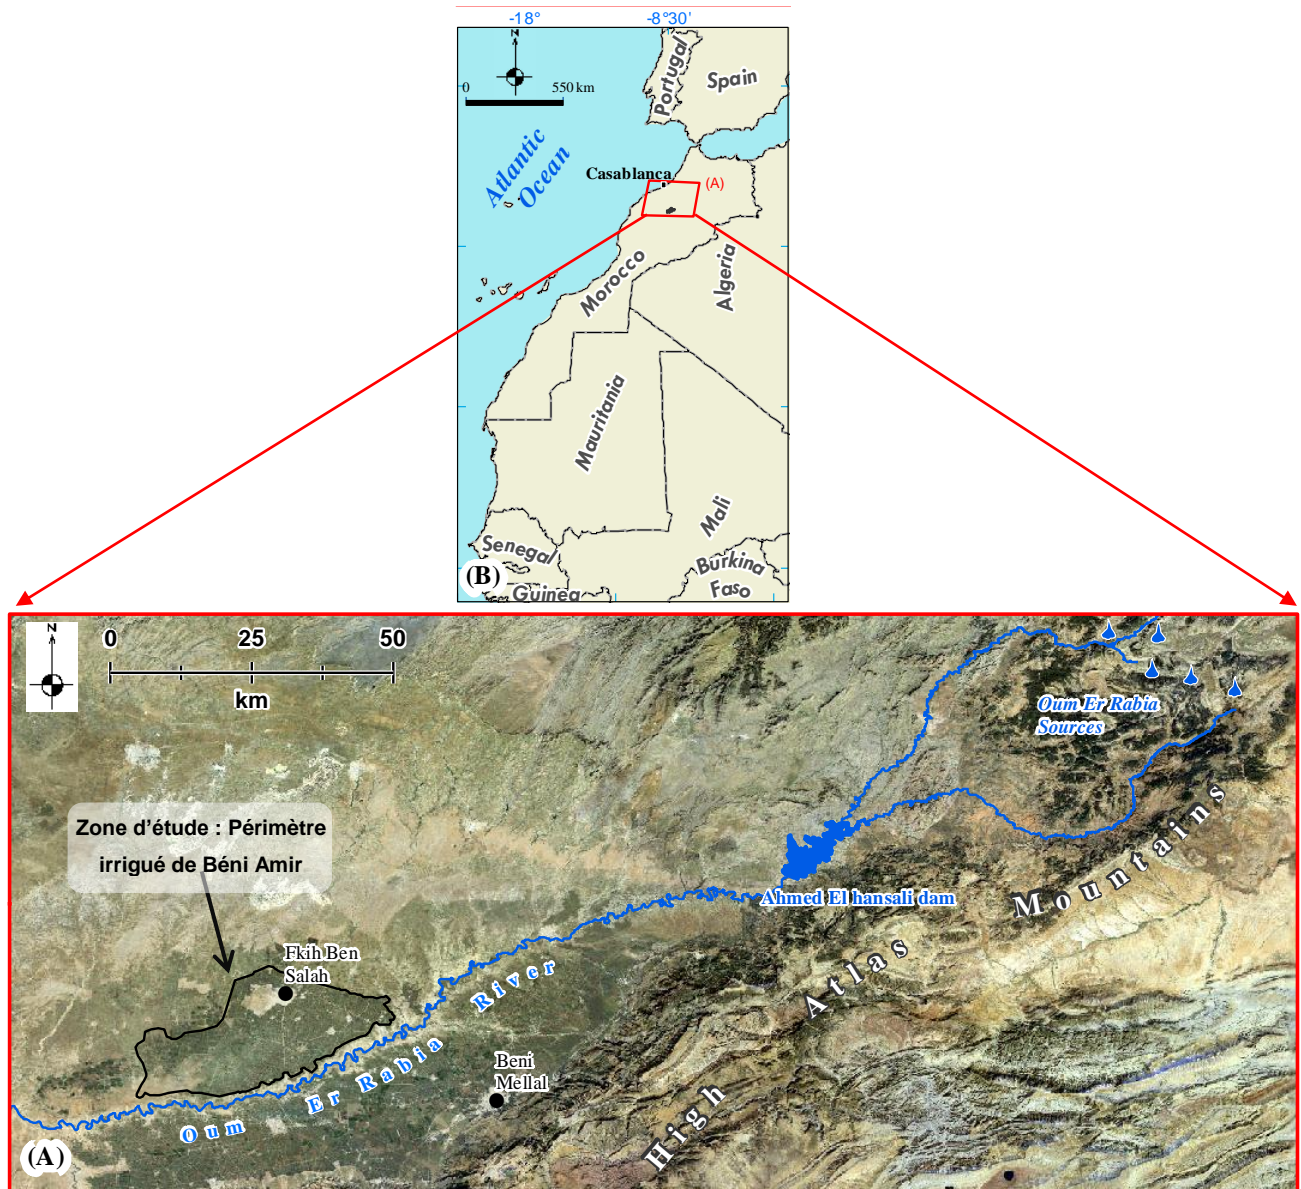 -18°
-8°30'
N
0
550 km
Portugal
Spain
Atlantic
Ocean
Casablanca
(A)
Morocco
Algeria
Mauritania
Mali
Senegal
Burkina
Faso
(B)
Guinea
N
0
25
50
km
Oum Er Rabia
Sources
Zone d'étude : Périmètre
irrigué de Béni Amir
Ahmed El hansali dam
High Atlas Mountains
Fkih Ben
Salah
Oum Er Rabia River
Beni
Mellal
(A)